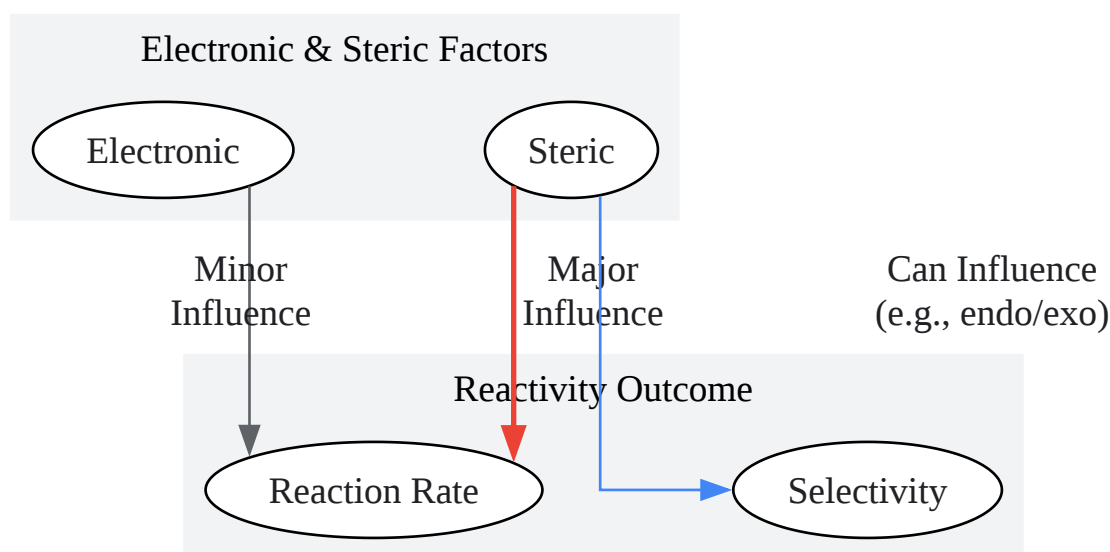 Electronic & Steric Factors
Electronic
Steric
Minor
Influence
Major
Influence
Can Influence
(e.g., endo/exo)
Reactivity Outcome
Reaction Rate
Selectivity